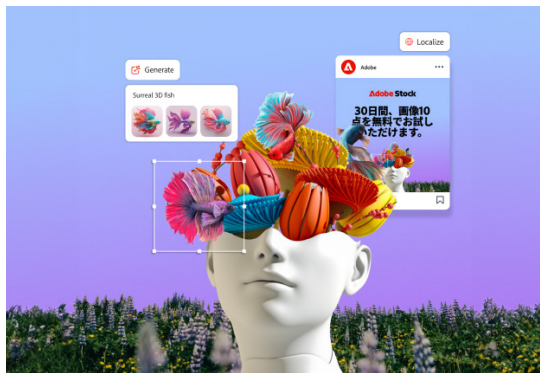 Localize
Generate
Adobe
Surreal 3D fish
Adobe Stock
30日間、画像10
点を無料でお試し
いただけます。